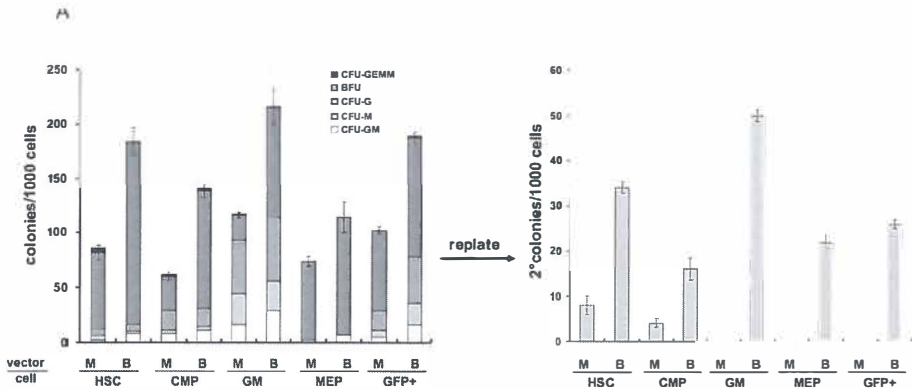 A
250
200
150
100
50
0
colonies/1000 cells
CFU-GEMM
BFU
CFU-G
CFU-M
CFU-GM
vector M B M B M B M B M B
cell HSC CMP GM MEP GFP+
replate
60
50
40
30
20
10
0
2°colonies/1000 cells
M B M B M B M B M B
HSC CMP GM MEP GFP+